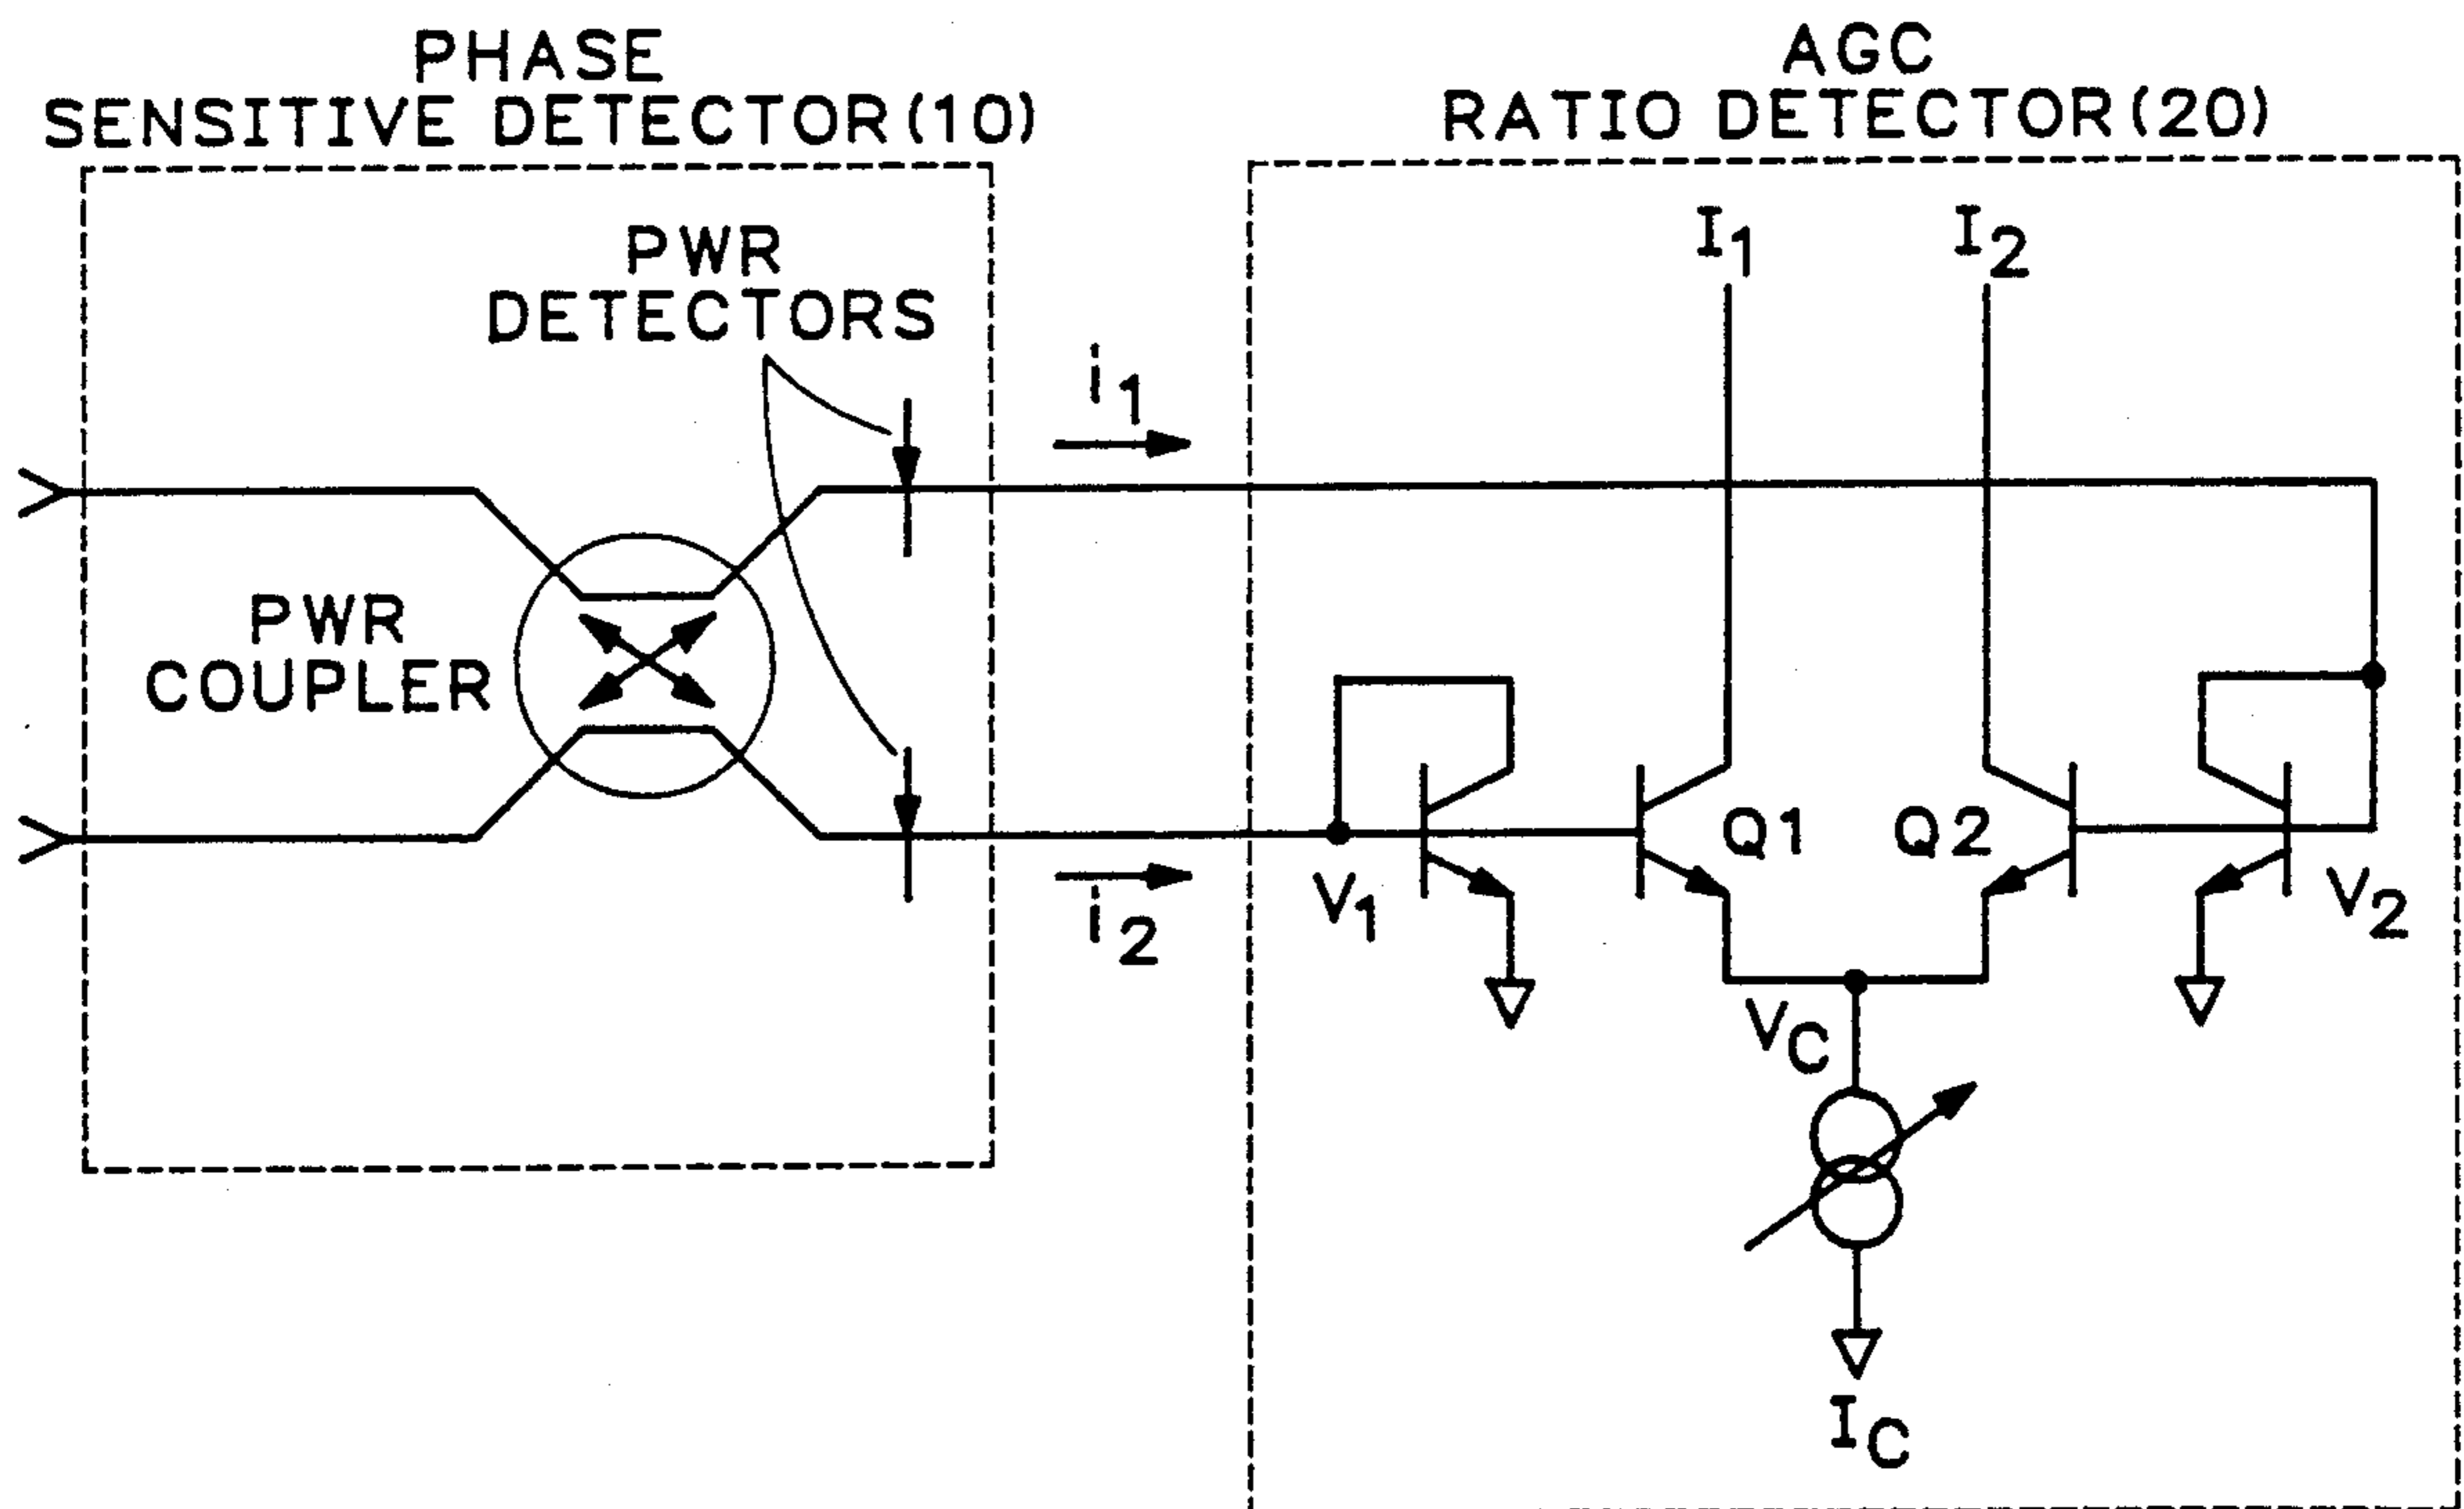 PHASE
SENSITIVE DETECTOR(10)
AGC
RATIO DETECTOR(20)
PWR
DETECTORS
I1
I2
i1
PWR
COUPLER
Q1
Q2
V1
V2
i2
VC
IC